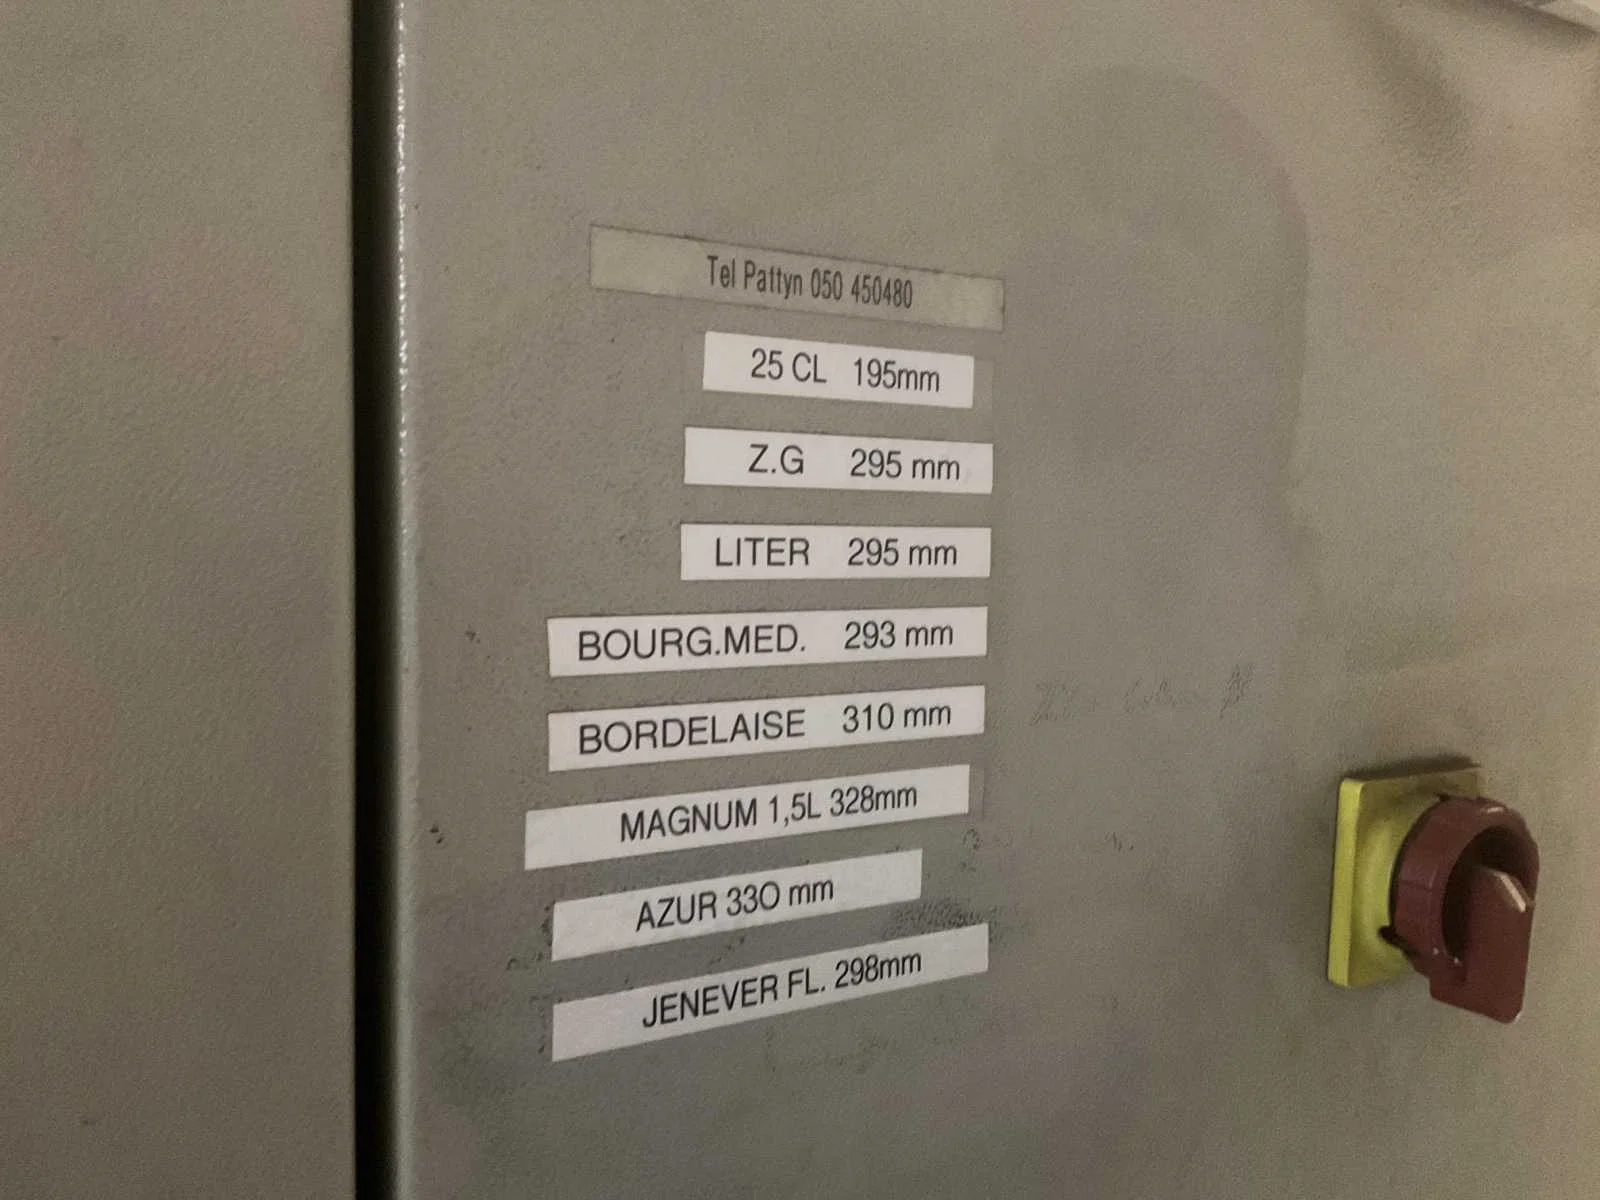 Tel Pattyn 050 450480
25 CL 195mm
Z.G 295 mm
LITER 295 mm
BOURG.MED. 293 mm
BORDELAISE 310 mm
MAGNUM 1,5L 328mm
AZUR 330 mm
JENEVER FL. 298mm